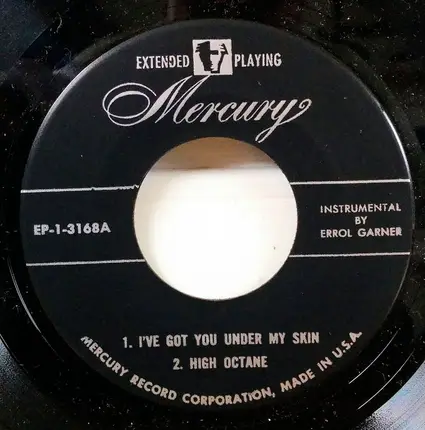 EXTENDED PLAYING
Mercury
EP-1-3168A
INSTRUMENTAL
BY
ERROL GARNER
1. I'VE GOT YOU UNDER MY SKIN
2. HIGH OCTANE
MERCURY RECORD CORPORATION, MADE IN U.S.A.